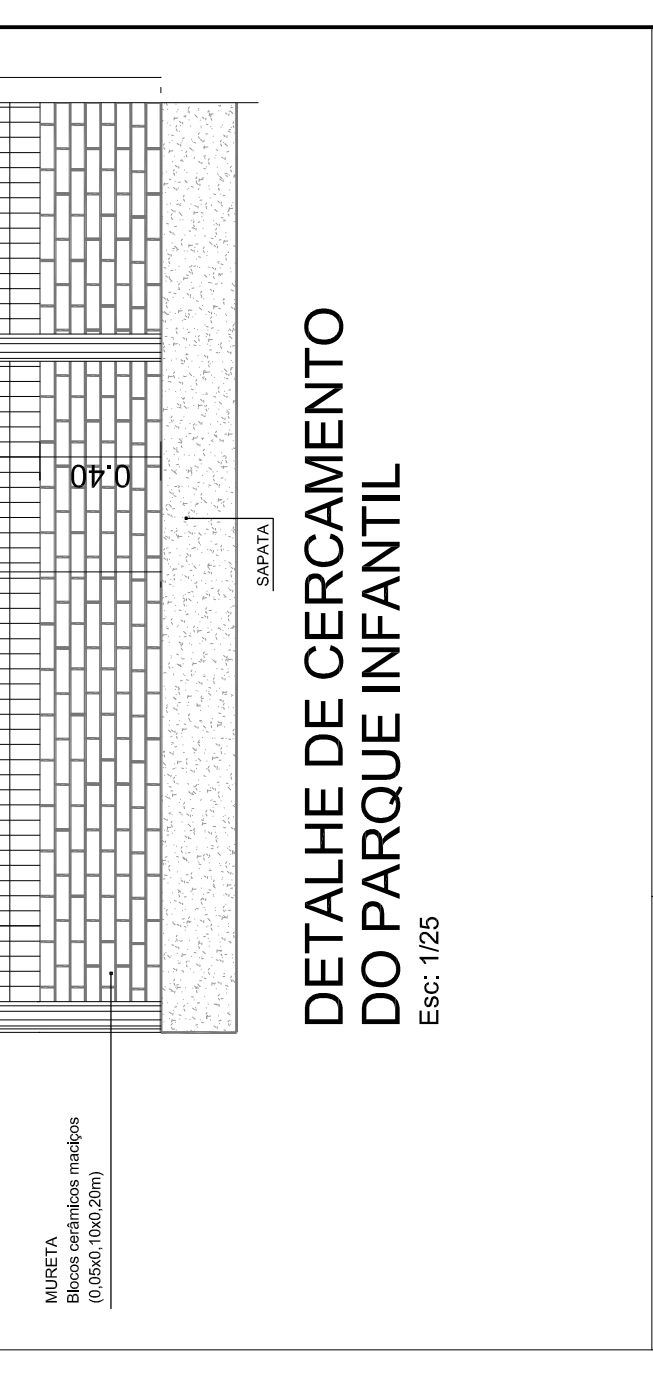 0.40
SAPATA
DETALHE DE CERCAMENTO
DO PARQUE INFANTIL
Esc: 1/25
MURETA
Blocos cerâmicos maciços
(0,05x0,10x0,20m)